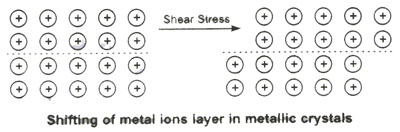 Shear Stress
Shifting of metal ions layer in metallic crystals